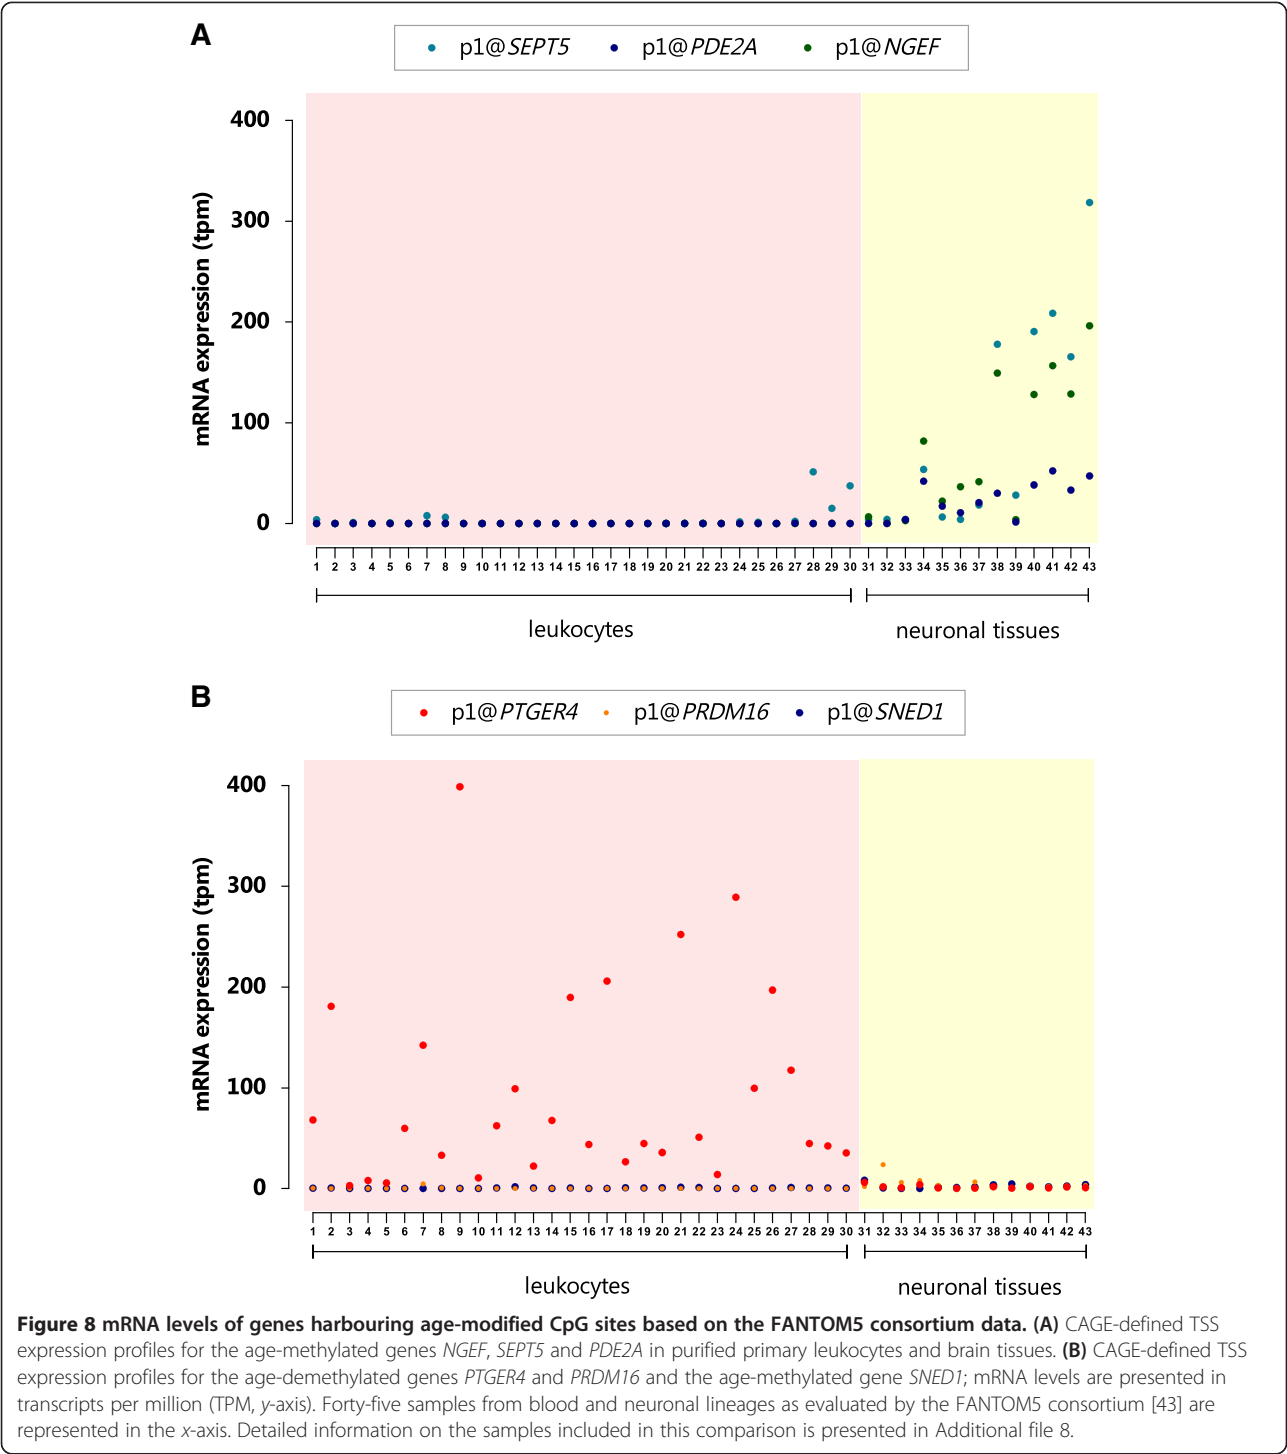 A
p1@SEPT5 p1@PDE2A p1@NGEF
400
300
200
100
0
mRNA expression (tpm)
1 2 3 4 5 6 7 8 9 10 11 12 13 14 15 16 17 18 19 20 21 22 23 24 25 26 27 28 29 30 31 32 33 34 35 36 37 38 39 40 41 42 43
leukocytes neuronal tissues
B
p1@PTGER4 p1@PRDM16 p1@SNED1
400
300
200
100
0
mRNA expression (tpm)
1 2 3 4 5 6 7 8 9 10 11 12 13 14 15 16 17 18 19 20 21 22 23 24 25 26 27 28 29 30 31 32 33 34 35 36 37 38 39 40 41 42 43
leukocytes neuronal tissues
Figure 8 mRNA levels of genes harbouring age-modified CpG sites based on the FANTOM5 consortium data. (A) CAGE-defined TSS
expression profiles for the age-methylated genes NGEF, SEPT5 and PDE2A in purified primary leukocytes and brain tissues. (B) CAGE-defined TSS
expression profiles for the age-demethylated genes PTGER4 and PRDM16 and the age-methylated gene SNED1; mRNA levels are presented in
transcripts per million (TPM, y-axis). Forty-five samples from blood and neuronal lineages as evaluated by the FANTOM5 consortium [43] are
represented in the x-axis. Detailed information on the samples included in this comparison is presented in Additional file 8.